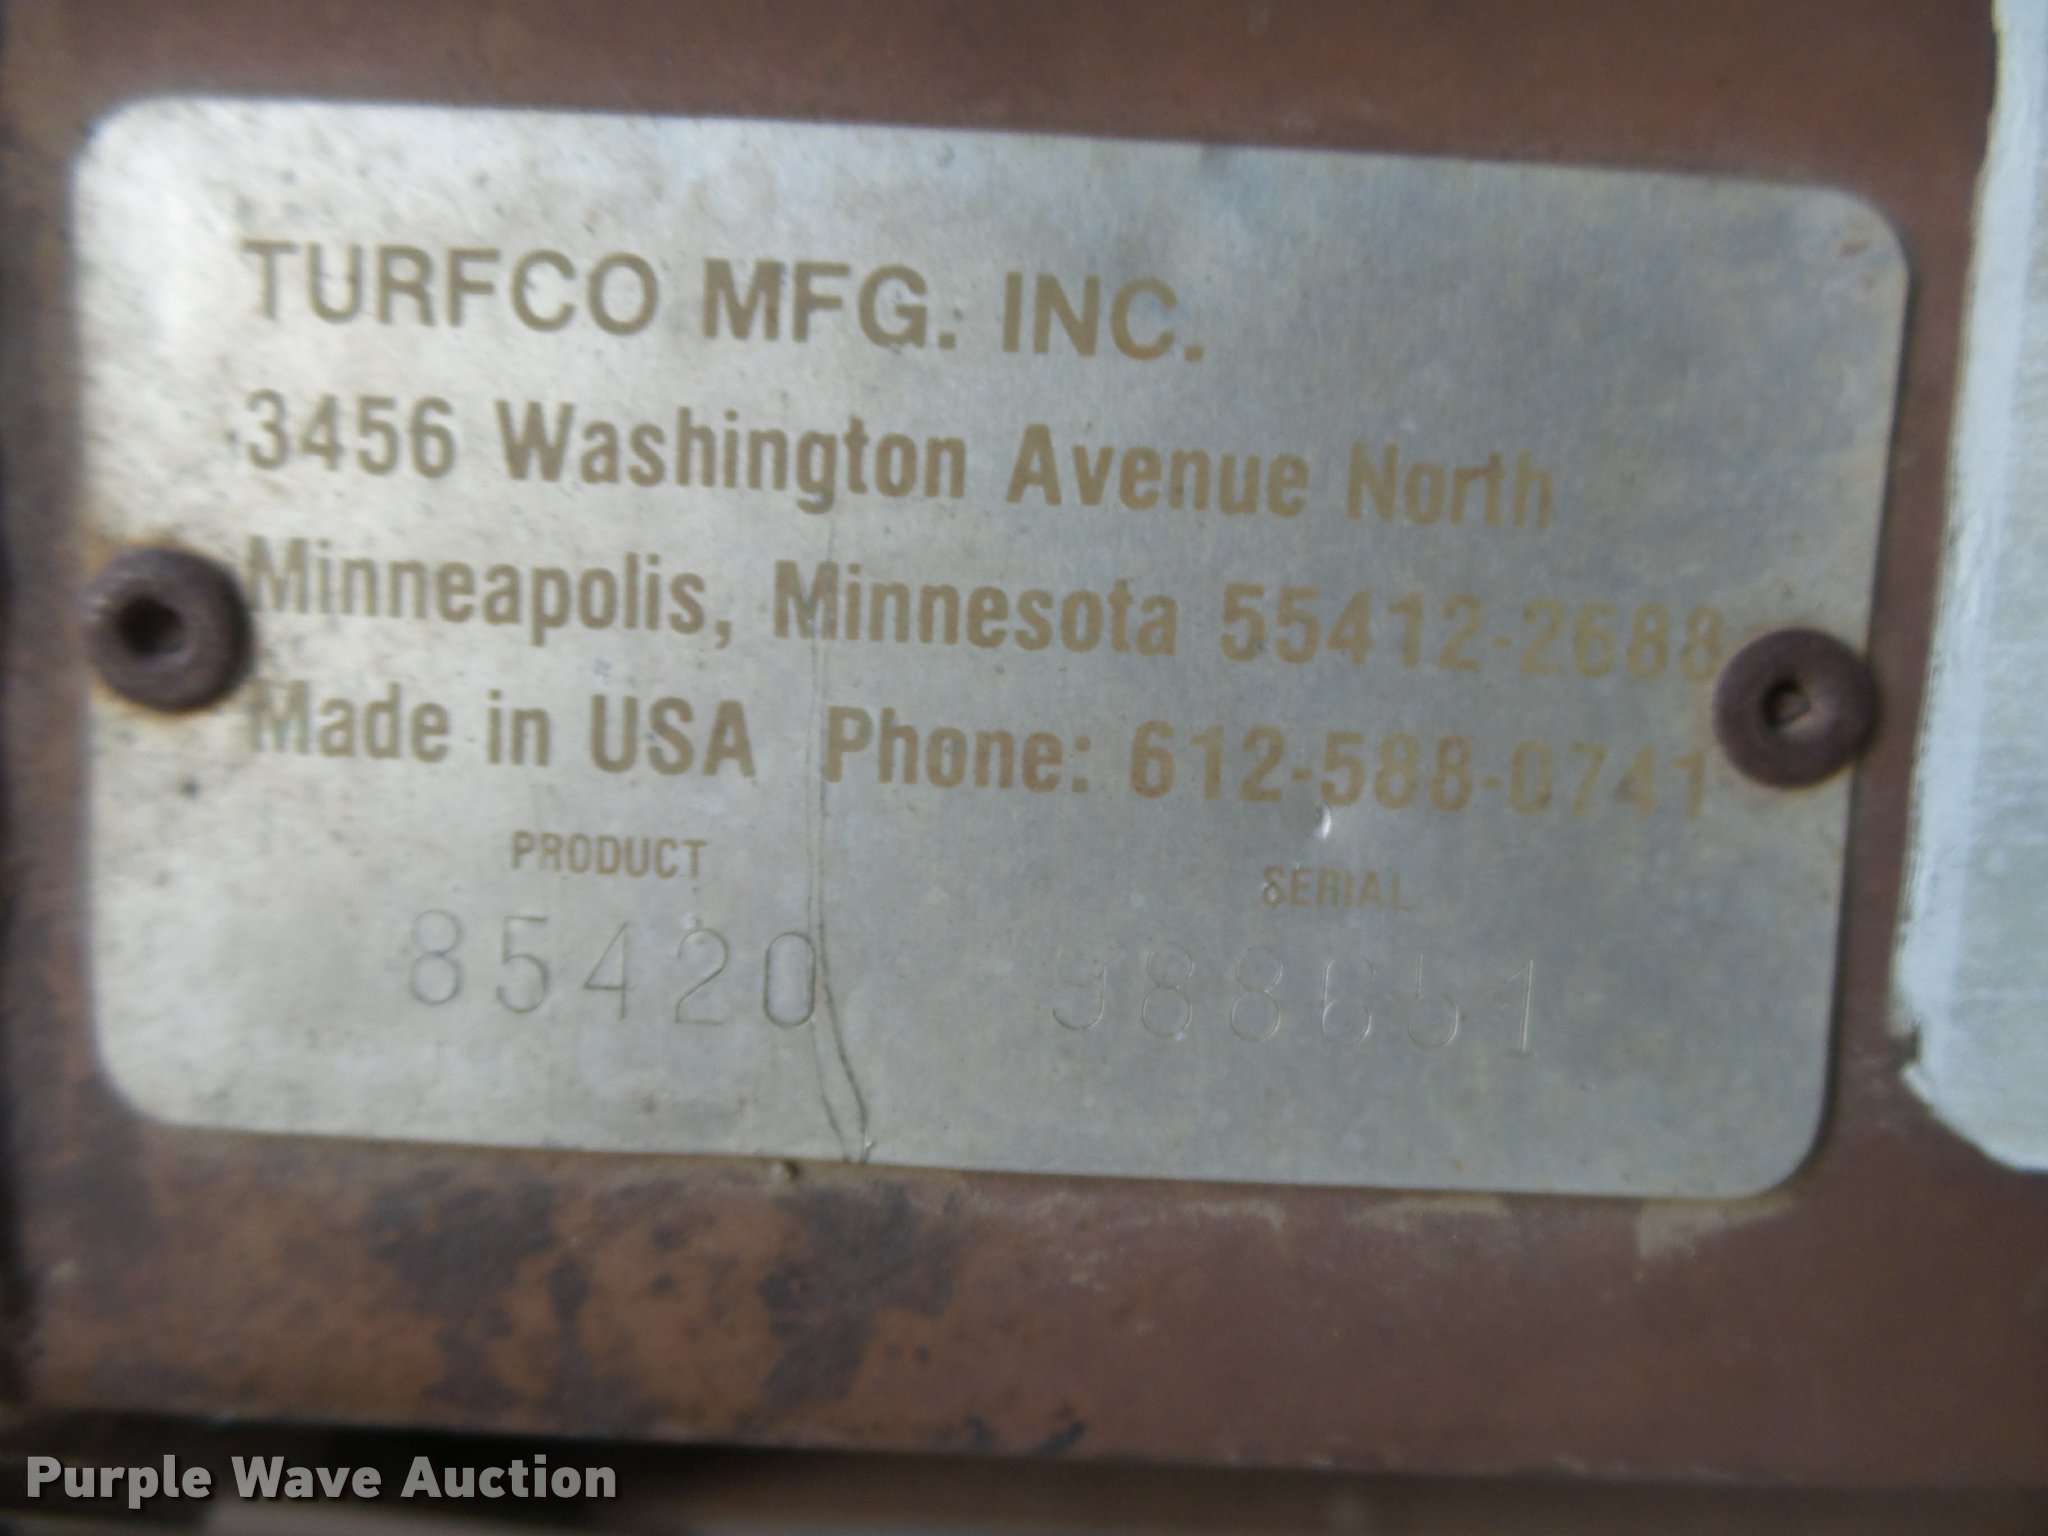 TURFCO MFG. INC.
3456 Washington Avenue North
Minneapolis, Minnesota 55412-2688
Made in USA Phone: 612-588-0741
PRODUCT SERIAL
85420 988651
Purple Wave Auction